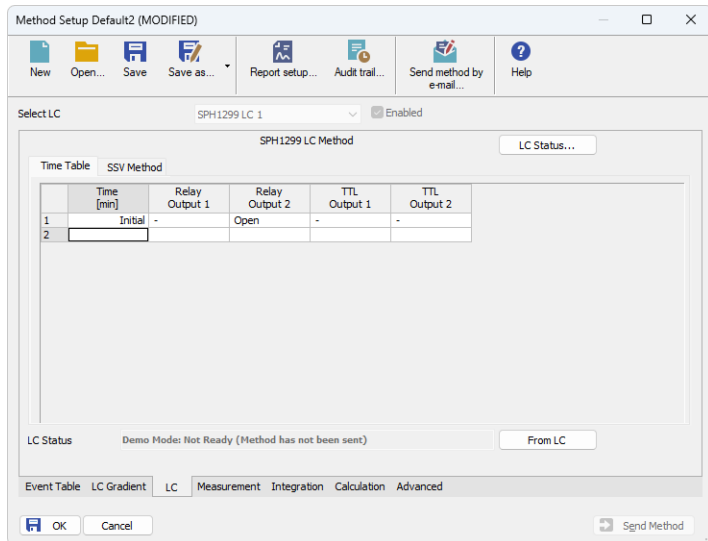 Method Setup Default2 (MODIFIED)
New Open... Save Save as... Report setup... Audit trail... Send method by e-mail... Help
Select LC SPH1299 LC 1 Enabled
SPH1299 LC Method LC Status...
Time Table SSV Method
Time [min] Relay Output 1 Relay Output 2 TTL Output 1 TTL Output 2
1 Initial - Open - -
2
LC Status Demo Mode: Not Ready (Method has not been sent) From LC
Event Table LC Gradient LC Measurement Integration Calculation Advanced
OK Cancel Send Method